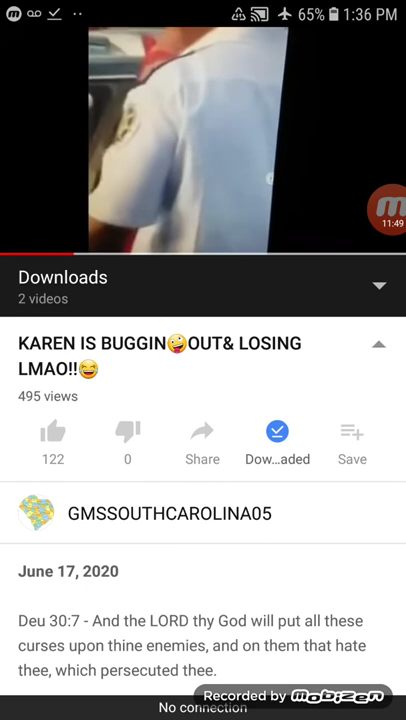 65% 1:36 PM
11:49
Downloads
2 videos
KAREN IS BUGGIN🤪OUT& LOSING
LMAO!!😂
495 views
122 0 Share Dow...aded Save
GMSSOUTHCAROLINA05
June 17, 2020
Deu 30:7 - And the LORD thy God will put all these
curses upon thine enemies, and on them that hate
thee, which persecuted thee.
Recorded by mobizen
No connection